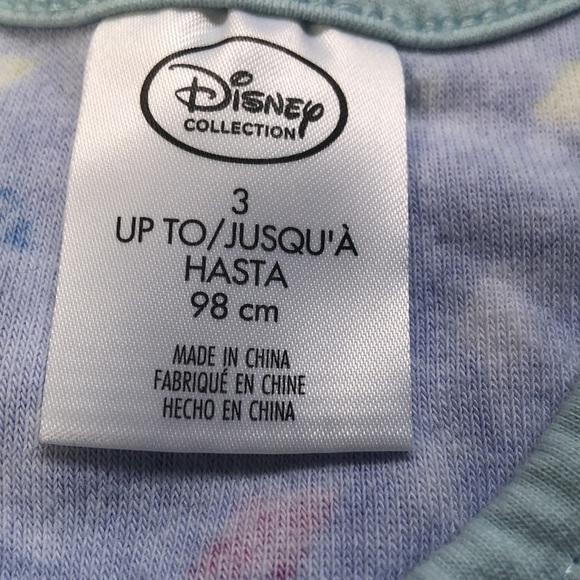 Disney
COLLECTION
3
UP TO/JUSQU'À
HASTA
98 cm
MADE IN CHINA
FABRIQUÉ EN CHINE
HECHO EN CHINA